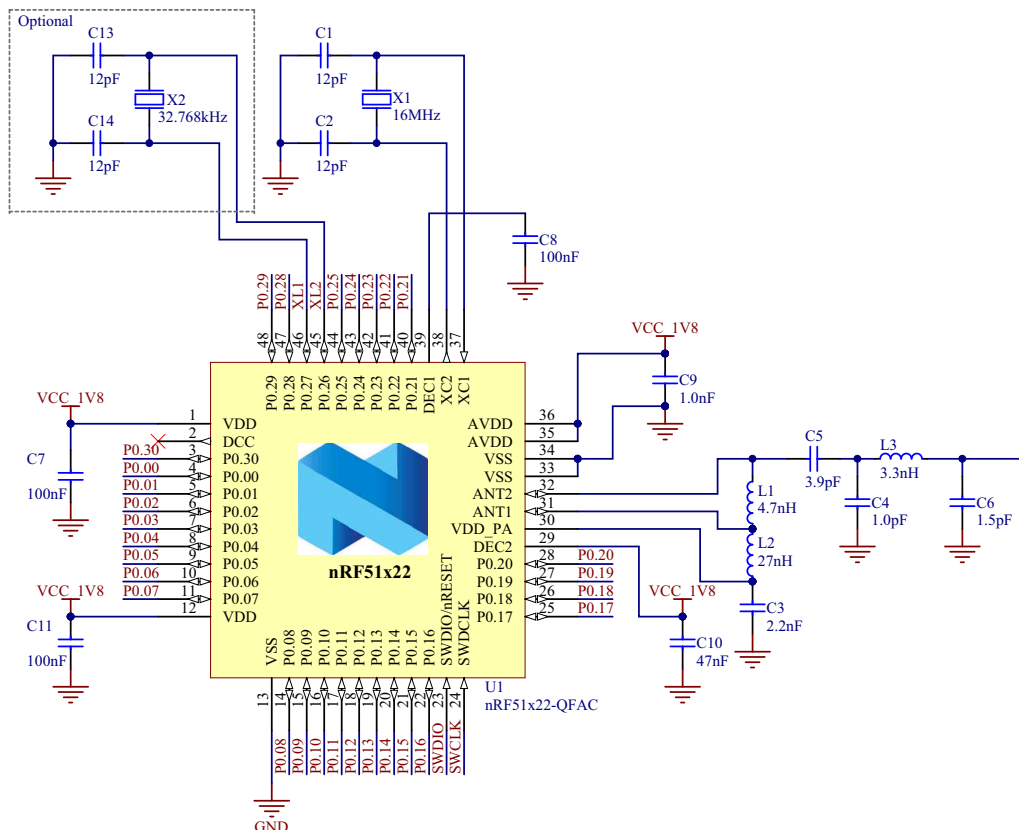 Optional
C13
12pF
X2
32.768kHz
C14
12pF
C1
12pF
X1
16MHz
C2
12pF
C8
100nF
P0.29
P0.28
XL1
XL2
P0.25
P0.24
P0.23
P0.22
P0.21
48
47
46
45
44
43
42
41
40
39
38
37
P0.29
P0.28
P0.27
P0.26
P0.25
P0.24
P0.23
P0.22
P0.21
DEC1
XC2
XC1
VCC_1V8
C7
100nF
VCC_1V8
C11
100nF
1 VDD
2 DCC
P0.30 3 P0.30
P0.00 4 P0.00
P0.01 5 P0.01
P0.02 6 P0.02
P0.03 7 P0.03
P0.04 8 P0.04
P0.05 9 P0.05
P0.06 10 P0.06
P0.07 11 P0.07
12 VDD
nRF51x22
AVDD 36
AVDD 35
VSS 34
VSS 33
ANT2 32
ANT1 31
VDD_PA 30
DEC2 29
P0.20 28 P0.20
P0.19 27 P0.19
P0.18 26 P0.18
P0.17 25 P0.17
VCC_1V8
C9
1.0nF
C5
3.9pF
L3
3.3nH
L1
4.7nH
C4
1.0pF
C6
1.5pF
L2
27nH
C3
2.2nF
VCC_1V8
C10
47nF
VSS
P0.08
P0.09
P0.10
P0.11
P0.12
P0.13
P0.14
P0.15
P0.16
SWDIO/nRESET
SWDCLK
U1
nRF51x22-QFAC
13
14
15
16
17
18
19
20
21
22
23
24
P0.08
P0.09
P0.10
P0.11
P0.12
P0.13
P0.14
P0.15
P0.16
SWDIO
SWCLK
GND